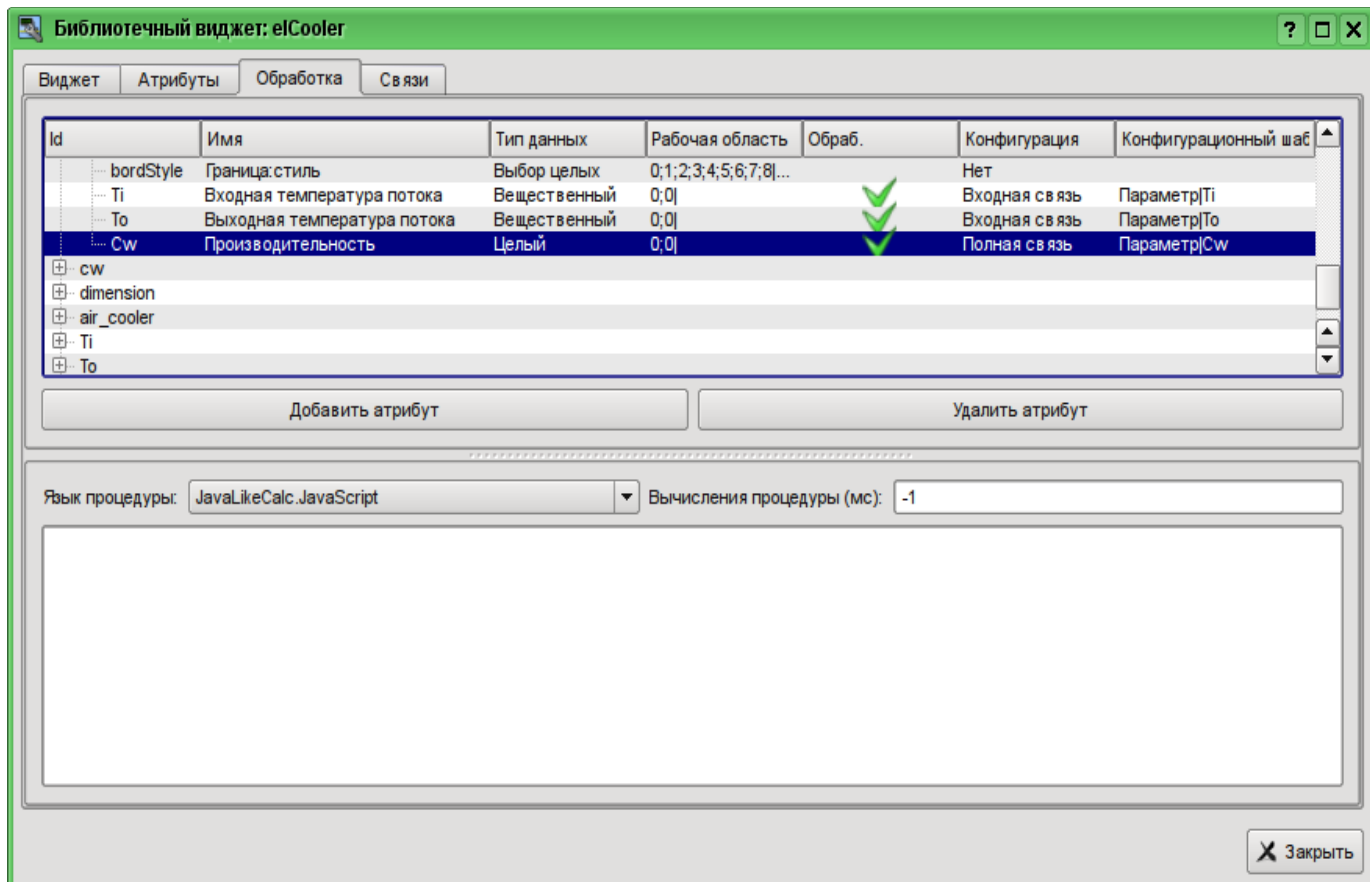 Библиотечный виджет: elCooler
Виджет Атрибуты Обработка Связи
Id Имя Тип данных Рабочая область Обраб. Конфигурация Конфигурационный шаб
bordStyle Граница:стиль Выбор целых 0;1;2;3;4;5;6;7;8|... Нет
Ti Входная температура потока Вещественный 0;0| Входная связь Параметр|Ti
To Выходная температура потока Вещественный 0;0| Входная связь Параметр|To
Cw Производительность Целый 0;0| Полная связь Параметр|Cw
cw
dimension
air_cooler
Ti
To
Добавить атрибут Удалить атрибут
Язык процедуры: JavaLikeCalc.JavaScript Вычисления процедуры (мс): -1
Закрыть